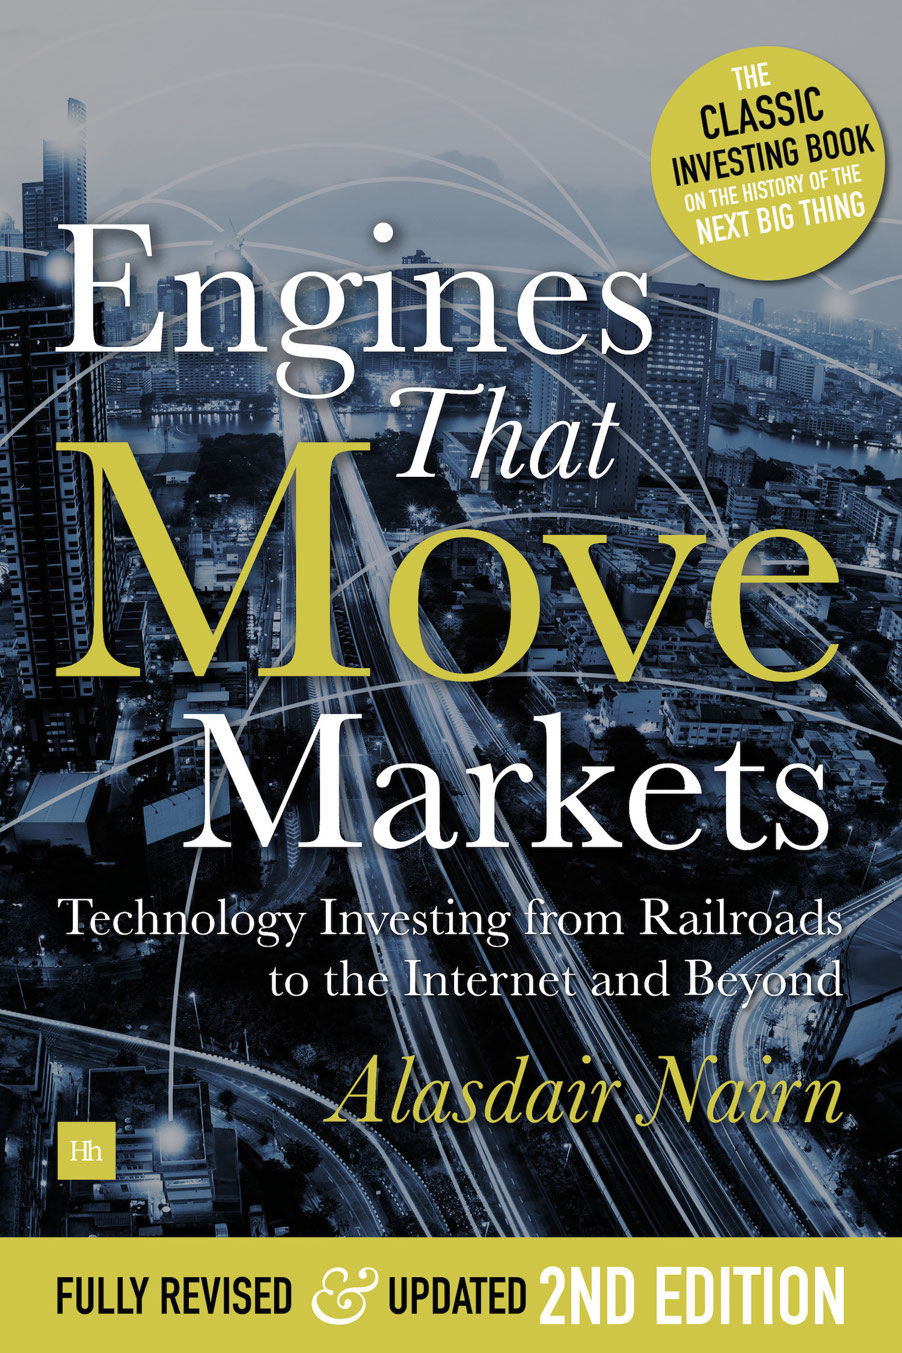 THE
CLASSIC
INVESTING BOOK
ON THE HISTORY OF THE
NEXT BIG THING
Engines
That
Move
Markets
Technology Investing from Railroads
to the Internet and Beyond
Alasdair Nairn
Hh
FULLY REVISED & UPDATED 2ND EDITION